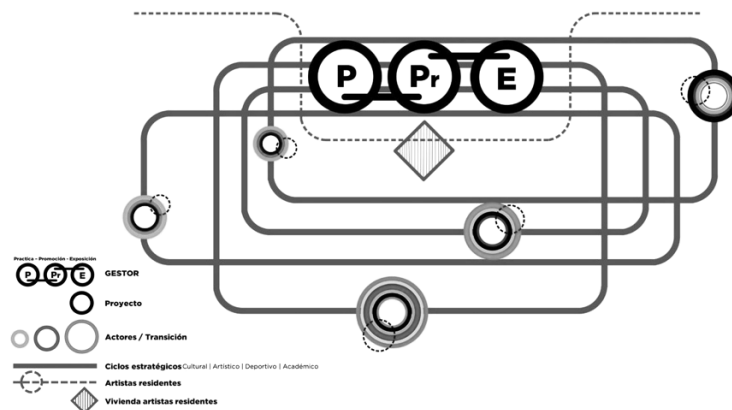 P Pr E
Practica - Promoción - Exposición
P Pr E GESTOR
Proyecto
Actores / Transición
Ciclos estratégicos Cultural | Artístico | Deportivo | Académico
Artistas residentes
Vivienda artistas residentes